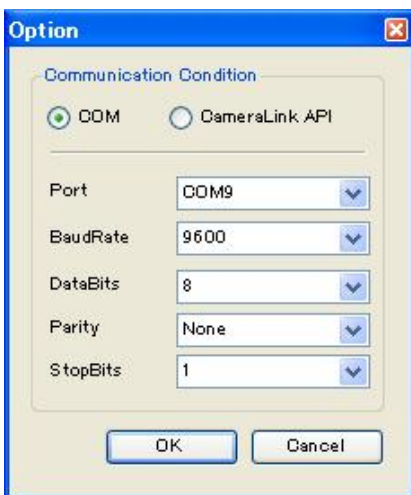 Option
Communication Condition
COM CameraLink API
Port COM9
BaudRate 9600
DataBits 8
Parity None
StopBits 1
OK Cancel